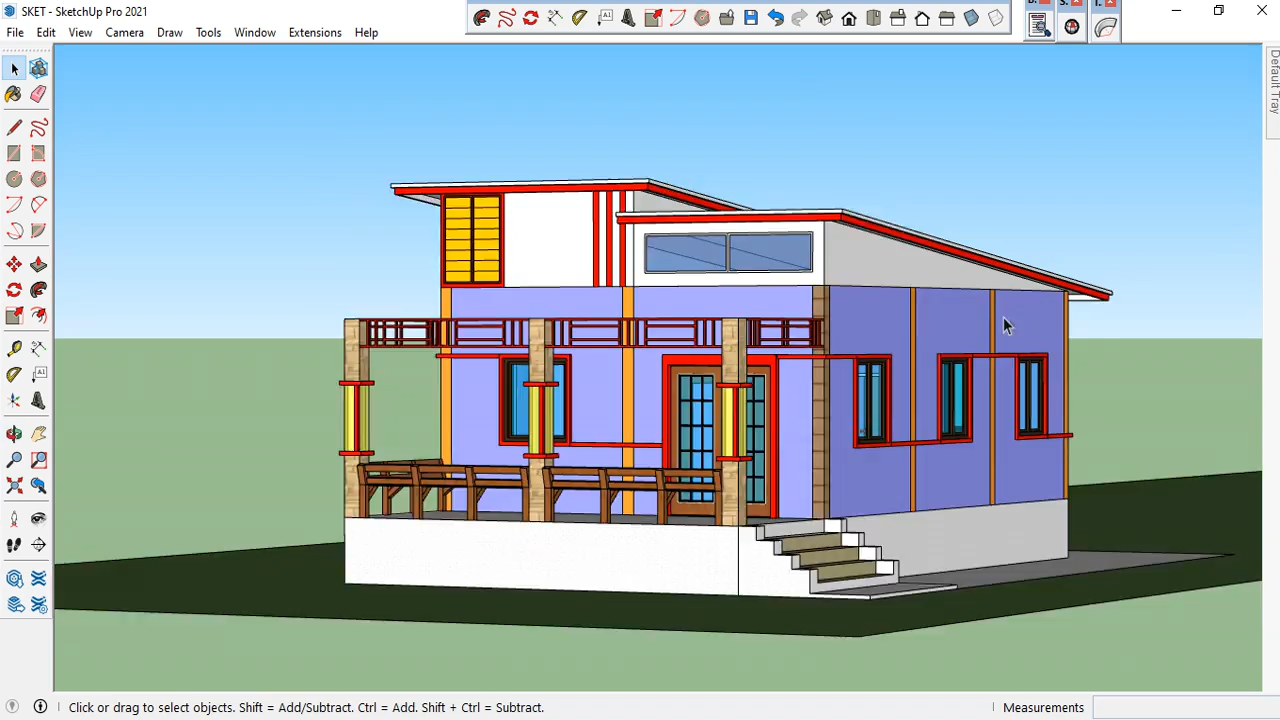 SKET - SketchUp Pro 2021
File Edit View Camera Draw Tools Window Extensions Help
Default Tray
Click or drag to select objects. Shift = Add/Subtract. Ctrl = Add. Shift + Ctrl = Subtract.
Measurements